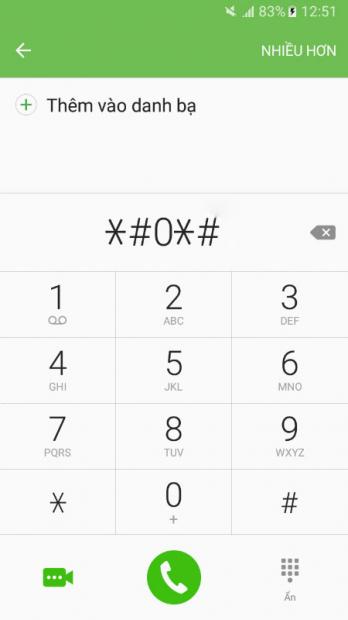 83% 12:51
NHIỀU HƠN
Thêm vào danh bạ
*#0*#
1 2 3
ABC DEF
4 5 6
GHI JKL MNO
7 8 9
PQRS TUV WXYZ
* 0 #
+
Ẩn